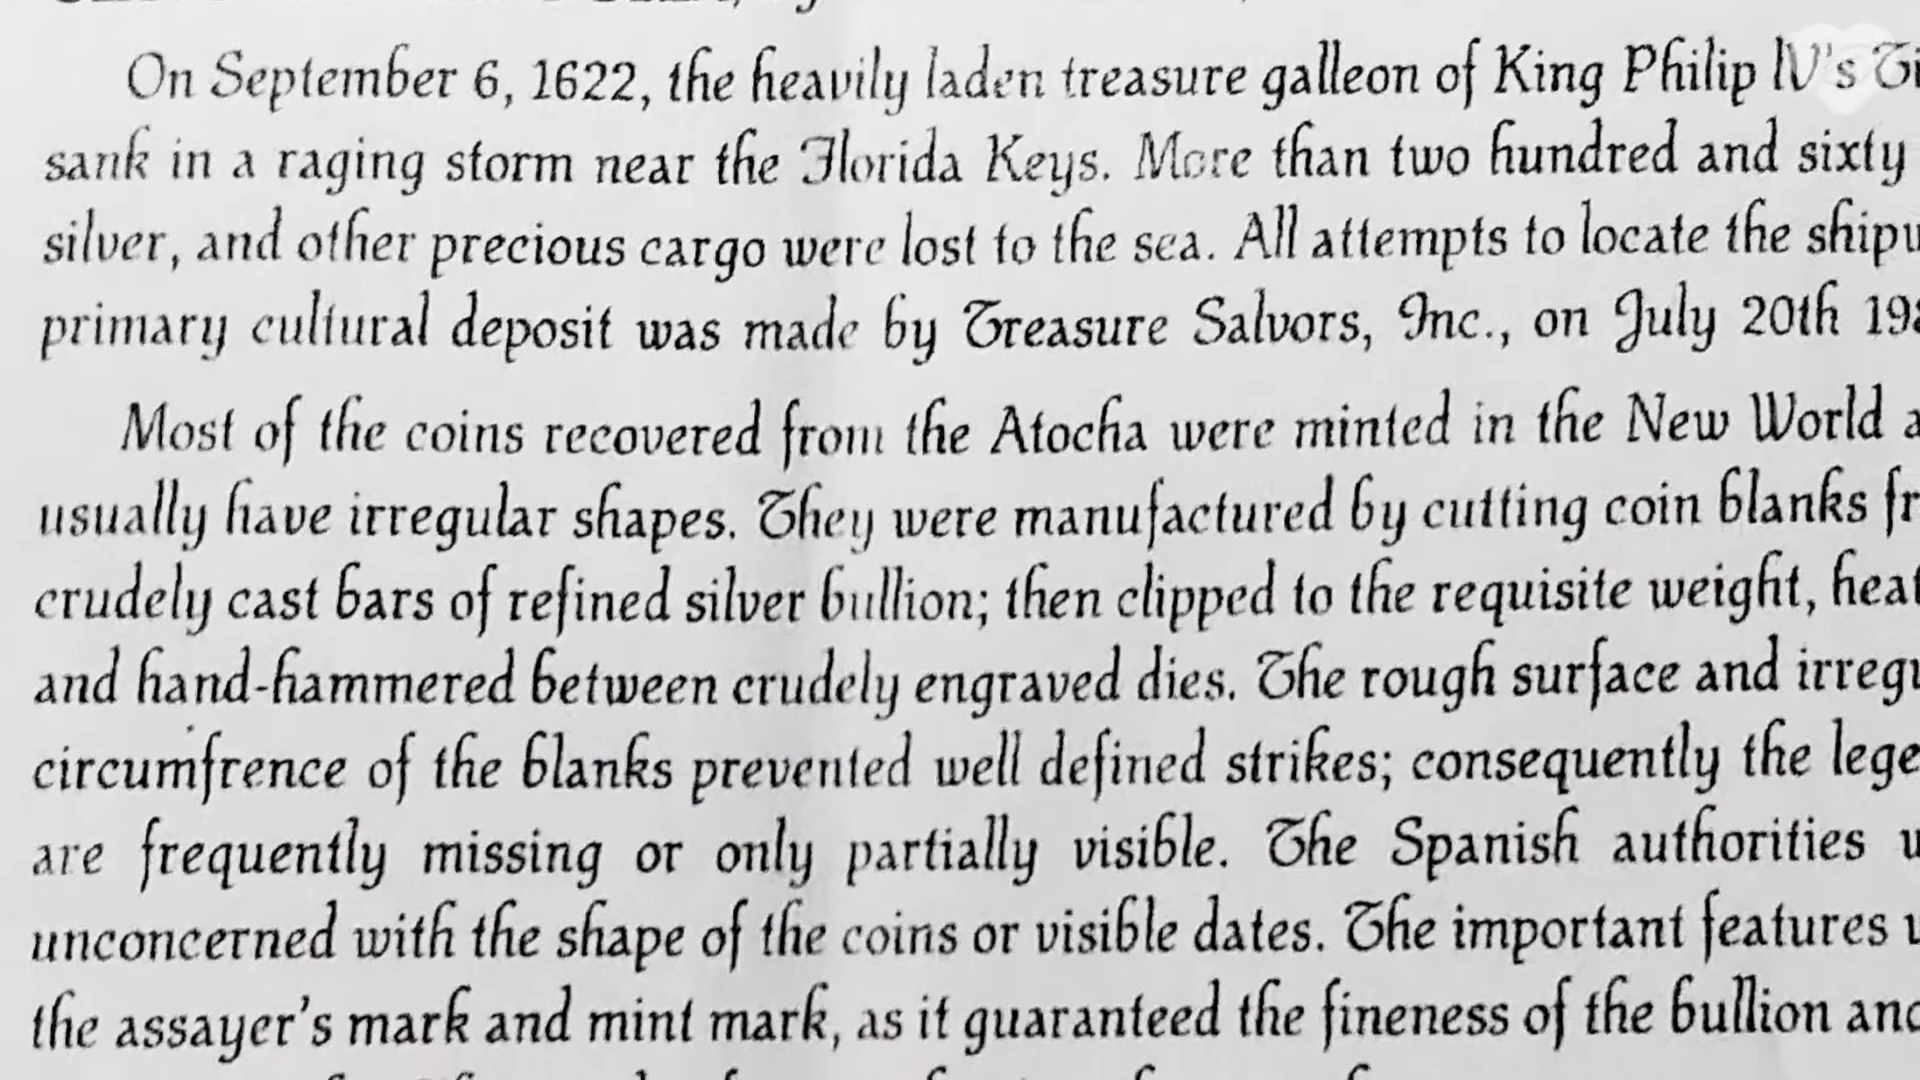 On September 6, 1622, the heavily laden treasure galleon of King Philip IV's
sank in a raging storm near the Florida Keys. More than two hundred and sixty
silver, and other precious cargo were lost to the sea. All attempts to locate the
primary cultural deposit was made by Treasure Salvors, Inc., on July 20th
Most of the coins recovered from the Atocha were minted in the New World
usually have irregular shapes. They were manufactured by cutting coin blanks
crudely cast bars of refined silver bullion; then clipped to the requisite weight,
and hand-hammered between crudely engraved dies. The rough surface and
circumfrence of the blanks prevented well defined strikes; consequently the
are frequently missing or only partially visible. The Spanish authorities
unconcerned with the shape of the coins or visible dates. The important features
the assayer's mark and mint mark, as it guaranteed the fineness of the bullion